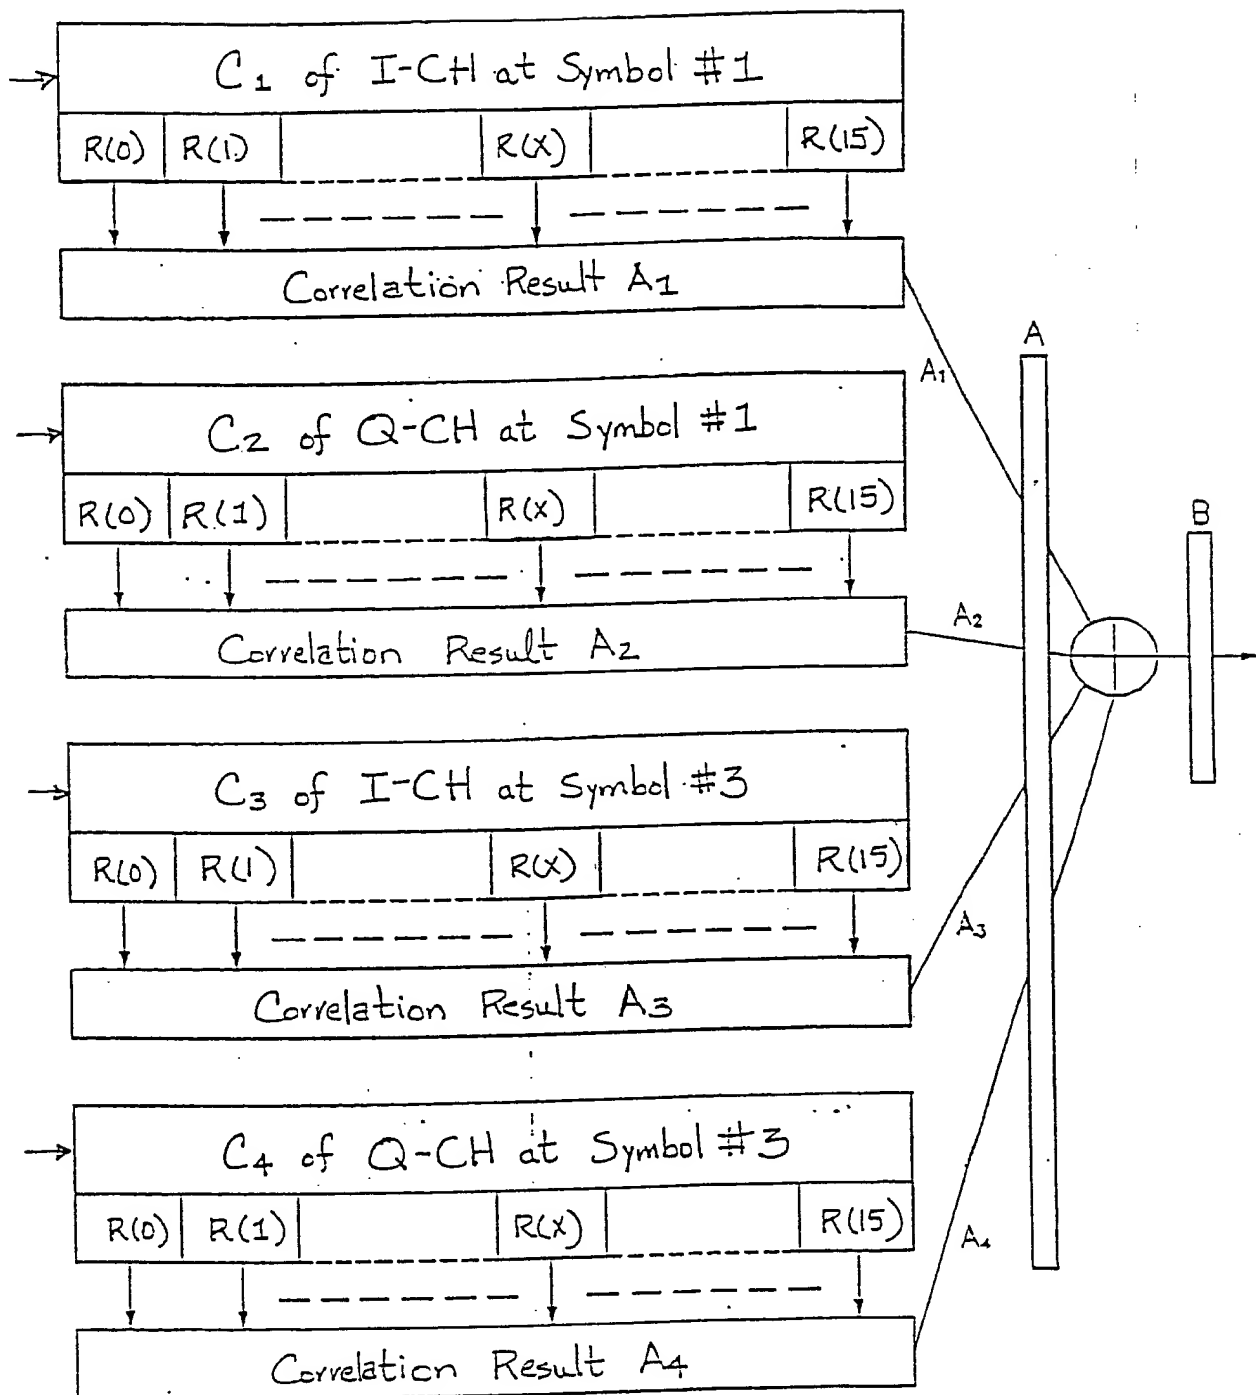 C1 of I-CH at Symbol #1
R(0) R(1) R(X) R(15)
Correlation Result A1
A1
A
C2 of Q-CH at Symbol #1
R(0) R(1) R(X) R(15)
B
Correlation Result A2
A2
C3 of I-CH at Symbol #3
R(0) R(1) R(X) R(15)
Correlation Result A3
A3
C4 of Q-CH at Symbol #3
R(0) R(1) R(X) R(15)
Correlation Result A4
A4